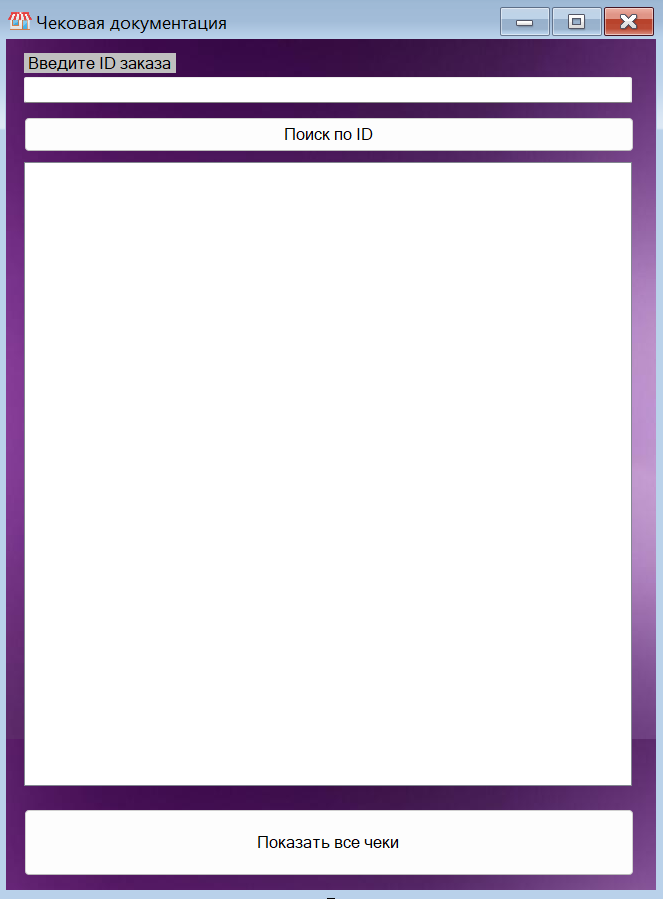 Чековая документация
Введите ID заказа
Поиск по ID
Показать все чеки